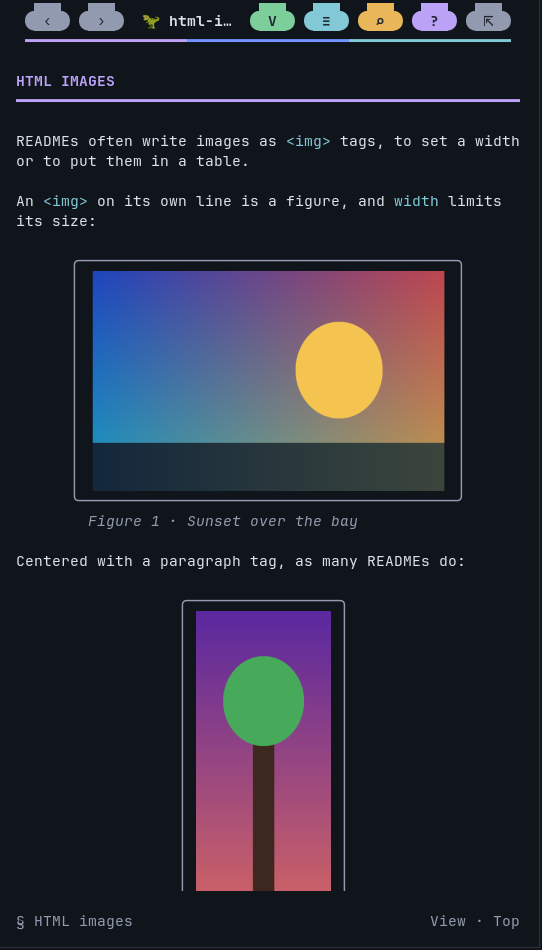 ‹ › html-i… V ≡ ⌕ ? ⇱
HTML IMAGES
READMEs often write images as <img> tags, to set a width
or to put them in a table.
An <img> on its own line is a figure, and width limits
its size:
Figure 1 · Sunset over the bay
Centered with a paragraph tag, as many READMEs do:
§ HTML images
View · Top